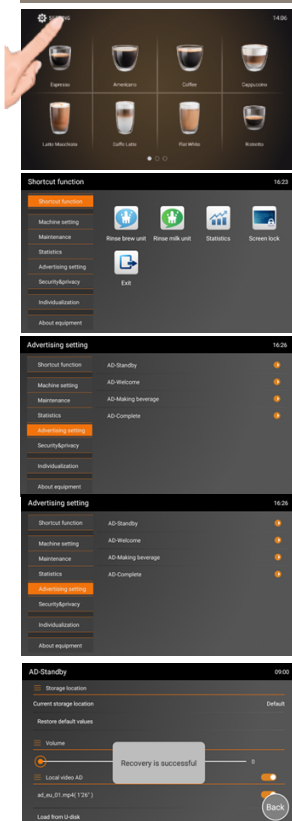 SETTING
14:06
Espresso Americano Coffee Cappuccino
Latte Macchiato Caffè Latte Flat White Ristretto
Shortcut function 16:23
Shortcut function
Machine setting
Maintenance
Statistics
Advertising setting
Security&privacy
Individualization
About equipment
Rinse brew unit Rinse milk unit Statistics Screen lock
Exit
Advertising setting 16:26
Shortcut function
Machine setting
Maintenance
Statistics
Advertising setting
Security&privacy
Individualization
About equipment
AD-Standby
AD-Welcome
AD-Making beverage
AD-Complete
Advertising setting 16:26
Shortcut function
Machine setting
Maintenance
Statistics
Advertising setting
Security&privacy
Individualization
About equipment
AD-Standby
AD-Welcome
AD-Making beverage
AD-Complete
AD-Standby 09:00
Storage location
Current storage location Default
Restore default values
Volume
0
Recovery is successful
Local video AD
ad_eu_01.mp4( 1'26" )
Back
Load from U-disk